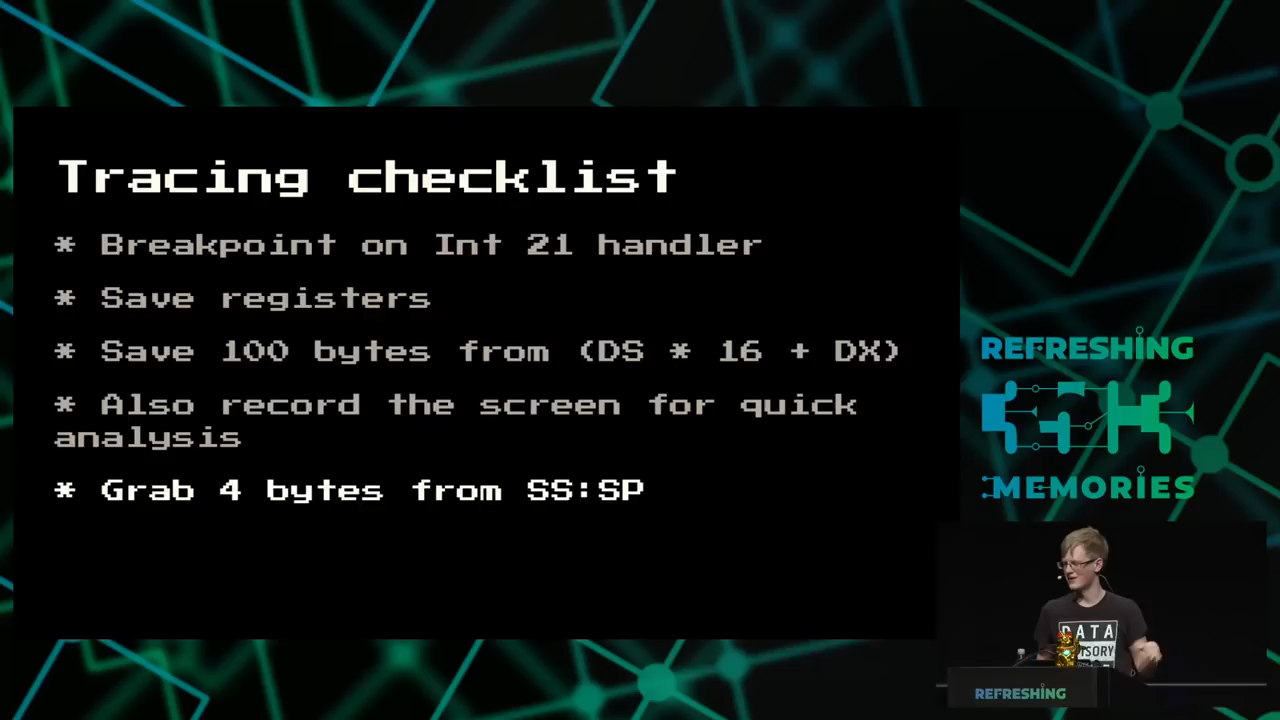 Tracing checklist
* Breakpoint on Int 21 handler
* Save registers
* Save 100 bytes from (DS * 16 + DX)
* Also record the screen for quick
analysis
* Grab 4 bytes from SS:SP
REFRESHING
MEMORIES
DATA
REFRESHING